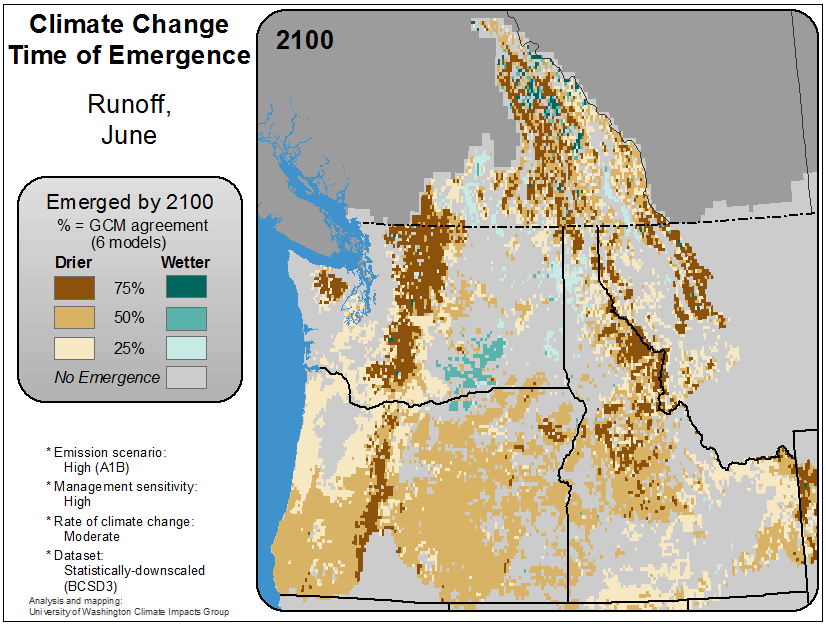 Climate Change
Time of Emergence
Runoff,
June
Emerged by 2100
% = GCM agreement
(6 models)
Drier Wetter
75%
50%
25%
No Emergence
* Emission scenario:
High (A1B)
* Management sensitivity:
High
* Rate of climate change:
Moderate
* Dataset:
Statistically-downscaled
(BCSD3)
Analysis and mapping:
University of Washington Climate Impacts Group
2100